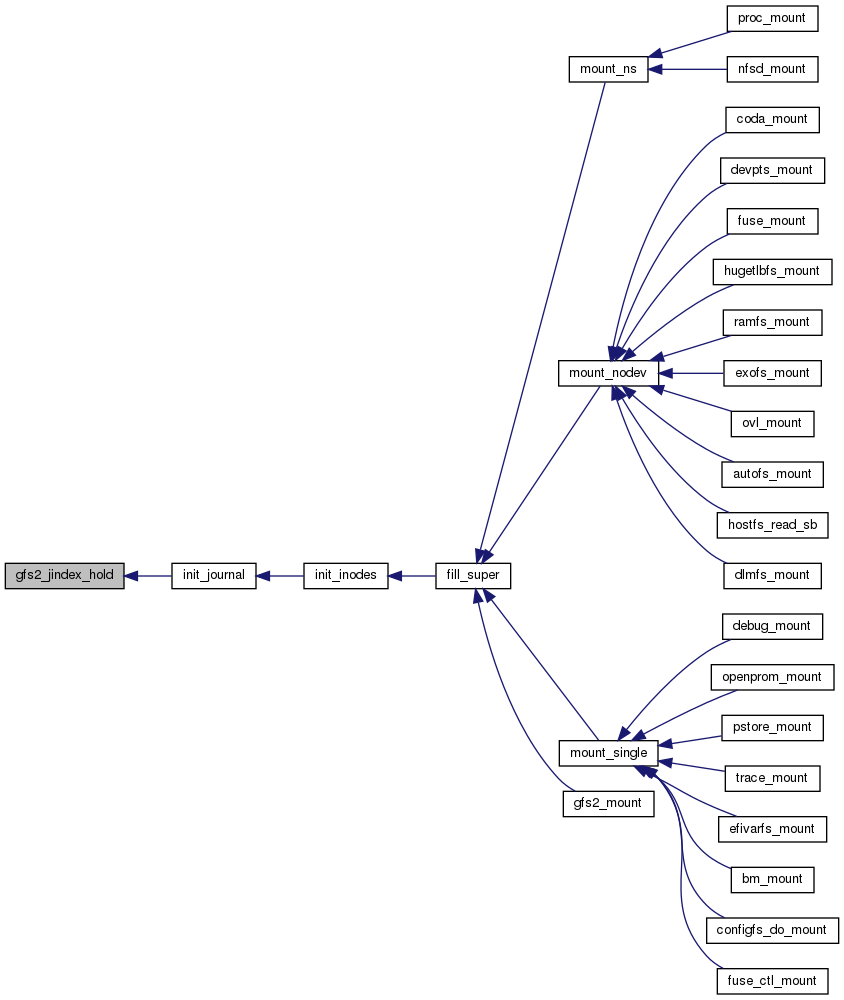 proc_mount
mount_ns
nfsd_mount
coda_mount
devpts_mount
fuse_mount
hugetlbfs_mount
ramfs_mount
mount_nodev
exofs_mount
ovl_mount
autofs_mount
hostfs_read_sb
gfs2_jindex_hold
init_journal
init_inodes
fill_super
dlmfs_mount
debug_mount
openprom_mount
pstore_mount
mount_single
trace_mount
gfs2_mount
efivarfs_mount
bm_mount
configfs_do_mount
fuse_ctl_mount